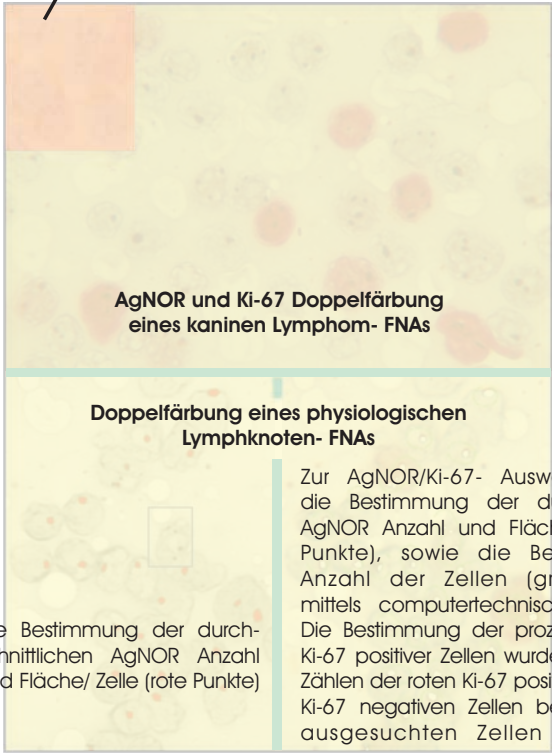 AgNOR und Ki-67 Doppelfärbung
eines kaninen Lymphom- FNAs
Doppelfärbung eines physiologischen
Lymphknoten- FNAs
Bestimmung der durch-
hnittlichen AgNOR Anzahl
d Fläche/ Zelle (rote Punkte)
Zur AgNOR/Ki-67- Ausw
die Bestimmung der d
AgNOR Anzahl und Fläc
Punkte), sowie die Be
Anzahl der Zellen (gr
mittels computertechnisc
Die Bestimmung der proz
Ki-67 positiver Zellen wurde
Zählen der roten Ki-67 posi
Ki-67 negativen Zellen be
ausgesuchten Zellen